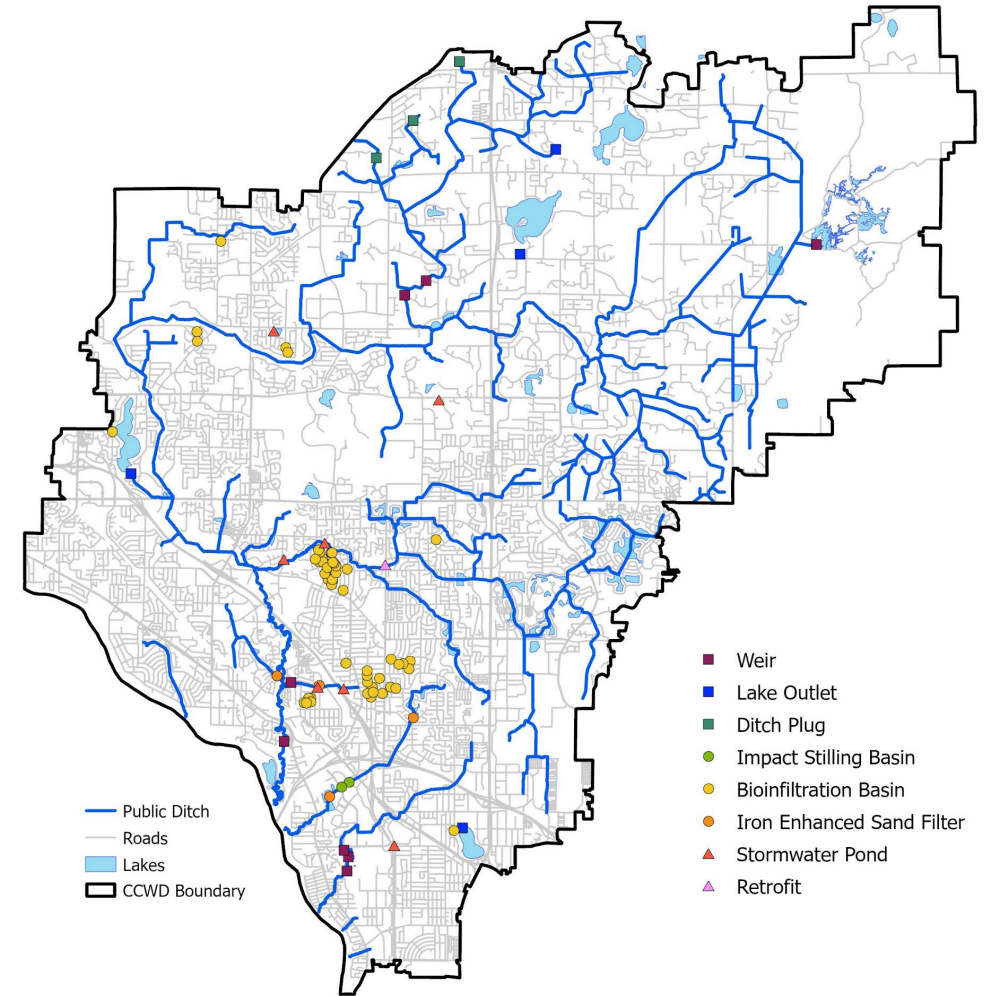 Weir
Lake Outlet
Ditch Plug
Impact Stilling Basin
Bioinfiltration Basin
Iron Enhanced Sand Filter
Stormwater Pond
Retrofit
Public Ditch
Roads
Lakes
CCWD Boundary